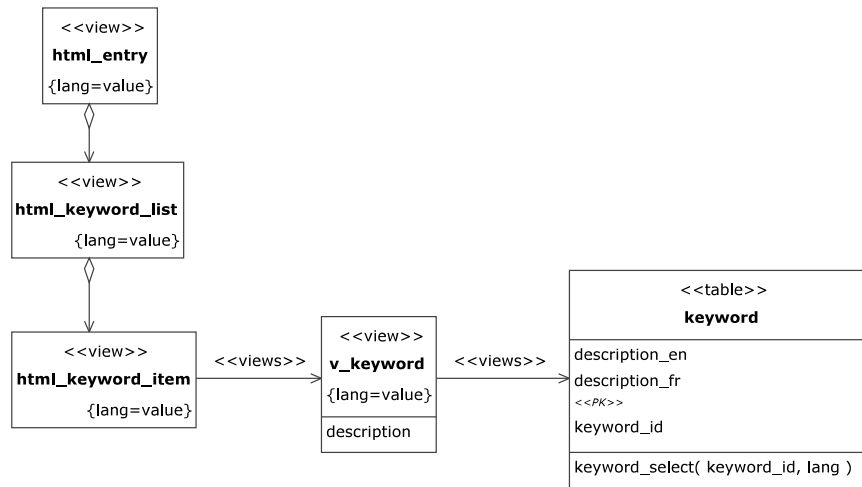 <<view>>
html_entry
{lang=value}
<<view>>
html_keyword_list
{lang=value}
<<view>>
html_keyword_item
{lang=value}
<<views>>
<<view>>
v_keyword
{lang=value}
description
<<views>>
<<table>>
keyword
description_en
description_fr
<<PK>>
keyword_id
keyword_select( keyword_id, lang )